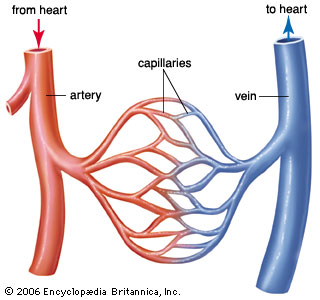 from heart
to heart
capillaries
artery
vein
© 2006 Encyclopædia Britannica, Inc.